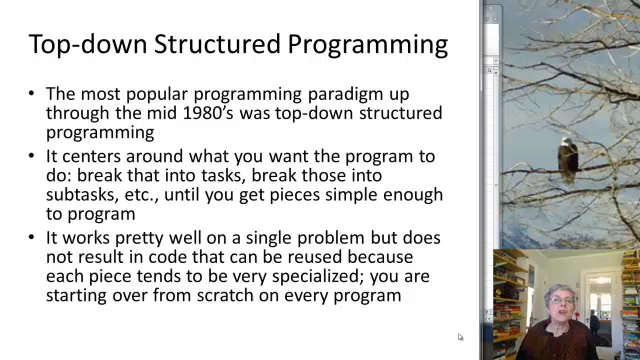 Top-down Structured Programming
• The most popular programming paradigm up
through the mid 1980's was top-down structured
programming
• It centers around what you want the program to
do: break that into tasks, break those into
subtasks, etc., until you get pieces simple enough
to program
• It works pretty well on a single problem but does
not result in code that can be reused because
each piece tends to be very specialized; you are
starting over from scratch on every program